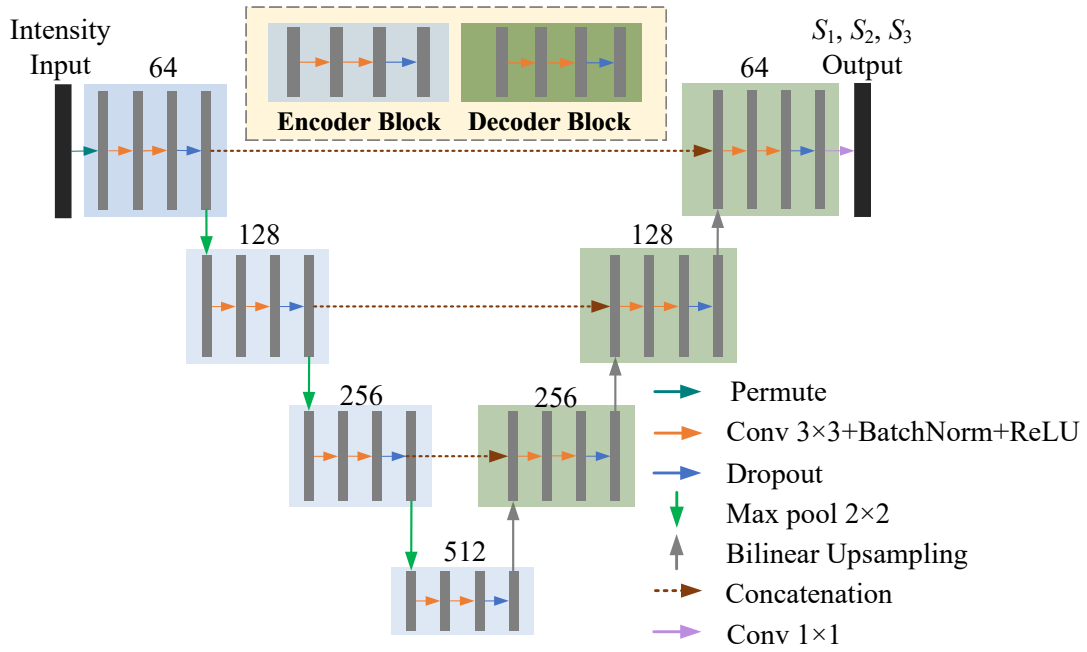 Intensity
Input
64
Encoder Block
Decoder Block
64
S₁, S₂, S₃
Output
128
128
256
256
512
Permute
Conv 3×3+BatchNorm+ReLU
Dropout
Max pool 2×2
Bilinear Upsampling
Concatenation
Conv 1×1